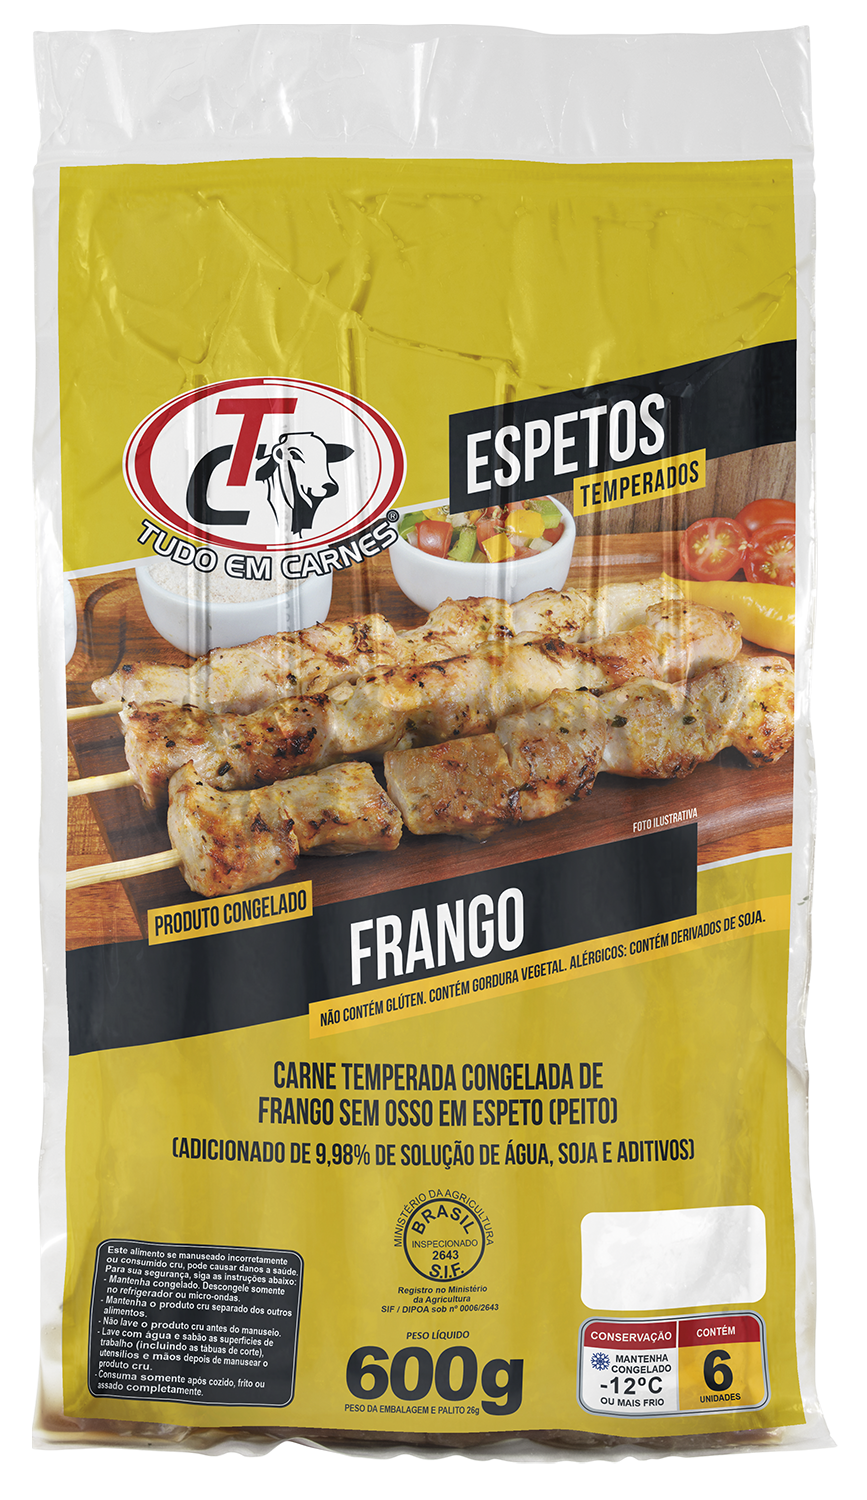 TC
TUDO EM CARNES®
ESPETOS
TEMPERADOS
FOTO ILUSTRATIVA
PRODUTO CONGELADO
FRANGO
NÃO CONTÉM GLÚTEN. CONTÉM GORDURA VEGETAL. ALÉRGICOS: CONTÉM DERIVADOS DE SOJA.
CARNE TEMPERADA CONGELADA DE
FRANGO SEM OSSO EM ESPETO (PEITO)
(ADICIONADO DE 9,98% DE SOLUÇÃO DE ÁGUA, SOJA E ADITIVOS)
MINISTÉRIO DA AGRICULTURA
BRASIL
INSPECIONADO
2643
S.I.F.
Registro no Ministério
da Agricultura
SIF / DIPOA sob nº 0006/2643
Este alimento se manuseado incorretamente
ou consumido cru, pode causar danos a saúde.
Para sua segurança, siga as instruções abaixo:
- Mantenha congelado. Descongele somente
no refrigerador ou micro-ondas.
- Mantenha o produto cru separado dos outros
alimentos.
- Não lave o produto cru antes do manuseio.
- Lave com água e sabão as superfícies de
trabalho (incluindo as tábuas de corte),
utensílios e mãos depois de manusear o
produto cru.
- Consuma somente após cozido, frito ou
assado completamente.
PESO LÍQUIDO
600g
PESO DA EMBALAGEM E PALITO 26g
CONSERVAÇÃO
MANTENHA
CONGELADO
-12ºC
OU MAIS FRIO
CONTÉM
6
UNIDADES